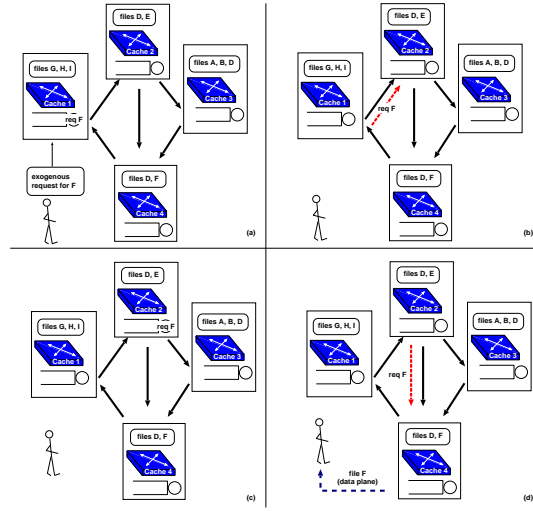 files D, E
Cache 2
files G, H, I
Cache 1
req F
files A, B, D
Cache 3
exogenous
request for F
files D, F
Cache 4
(a)
files D, E
Cache 2
files G, H, I
Cache 1
req F
files A, B, D
Cache 3
files D, F
Cache 4
(b)
files D, E
Cache 2
req F
files G, H, I
Cache 1
files A, B, D
Cache 3
files D, F
Cache 4
(c)
files D, E
Cache 2
files G, H, I
Cache 1
files A, B, D
Cache 3
req F
files D, F
Cache 4
file F
(data plane)
(d)